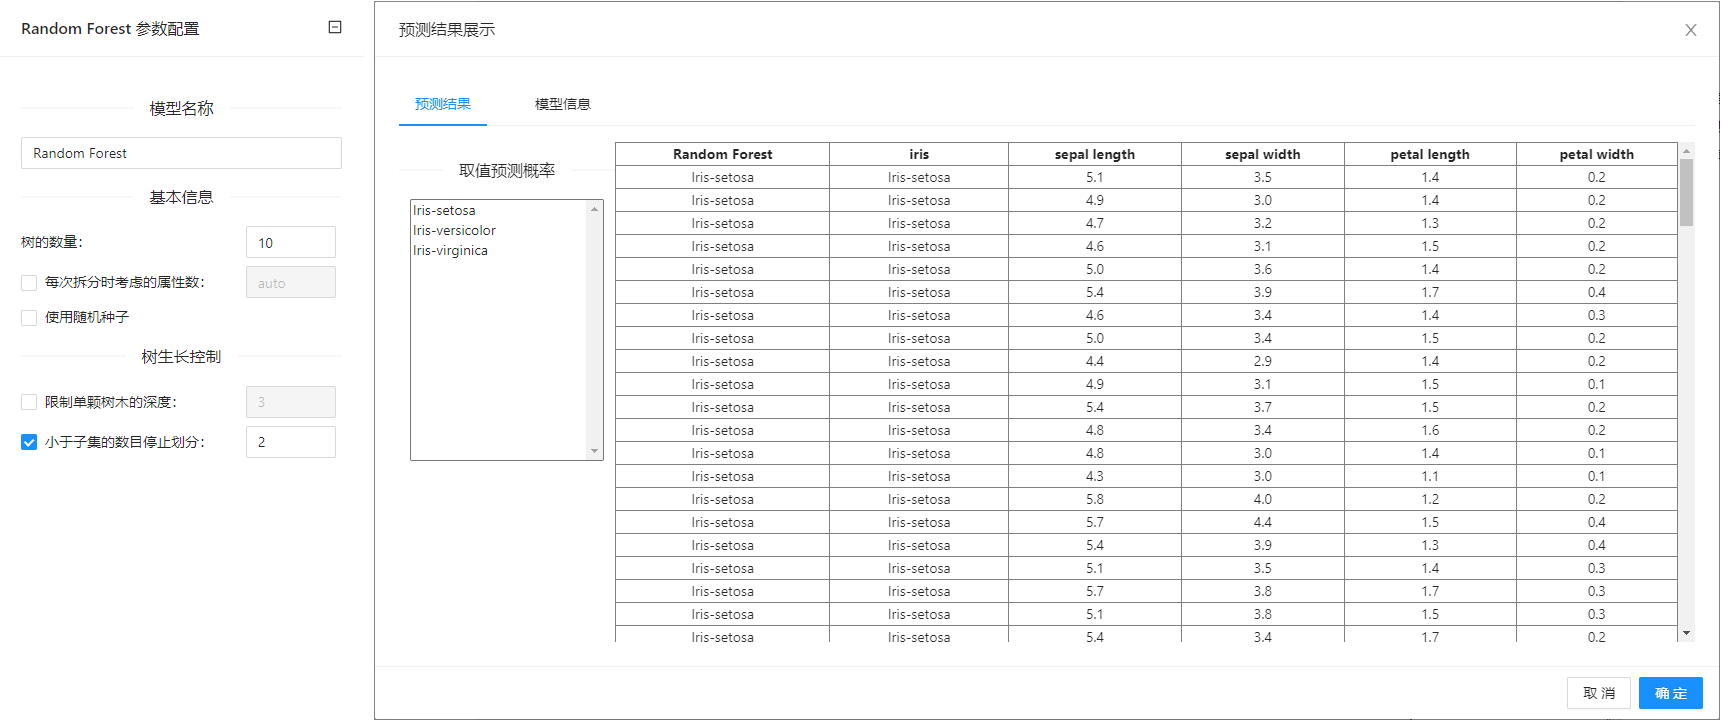 Random Forest 参数配置
模型名称
Random Forest
基本信息
树的数量： 10
每次拆分时考虑的属性数： auto
使用随机种子
树生长控制
限制单颗树木的深度： 3
小于子集的数目停止划分： 2
预测结果展示
预测结果 模型信息
取值预测概率
Iris-setosa
Iris-versicolor
Iris-virginica
Random Forest iris sepal length sepal width petal length petal width
Iris-setosa Iris-setosa 5.1 3.5 1.4 0.2
Iris-setosa Iris-setosa 4.9 3.0 1.4 0.2
Iris-setosa Iris-setosa 4.7 3.2 1.3 0.2
Iris-setosa Iris-setosa 4.6 3.1 1.5 0.2
Iris-setosa Iris-setosa 5.0 3.6 1.4 0.2
Iris-setosa Iris-setosa 5.4 3.9 1.7 0.4
Iris-setosa Iris-setosa 4.6 3.4 1.4 0.3
Iris-setosa Iris-setosa 5.0 3.4 1.5 0.2
Iris-setosa Iris-setosa 4.4 2.9 1.4 0.2
Iris-setosa Iris-setosa 4.9 3.1 1.5 0.1
Iris-setosa Iris-setosa 5.4 3.7 1.5 0.2
Iris-setosa Iris-setosa 4.8 3.4 1.6 0.2
Iris-setosa Iris-setosa 4.8 3.0 1.4 0.1
Iris-setosa Iris-setosa 4.3 3.0 1.1 0.1
Iris-setosa Iris-setosa 5.8 4.0 1.2 0.2
Iris-setosa Iris-setosa 5.7 4.4 1.5 0.4
Iris-setosa Iris-setosa 5.4 3.9 1.3 0.4
Iris-setosa Iris-setosa 5.1 3.5 1.4 0.3
Iris-setosa Iris-setosa 5.7 3.8 1.7 0.3
Iris-setosa Iris-setosa 5.1 3.8 1.5 0.3
Iris-setosa Iris-setosa 5.4 3.4 1.7 0.2
取 消 确 定